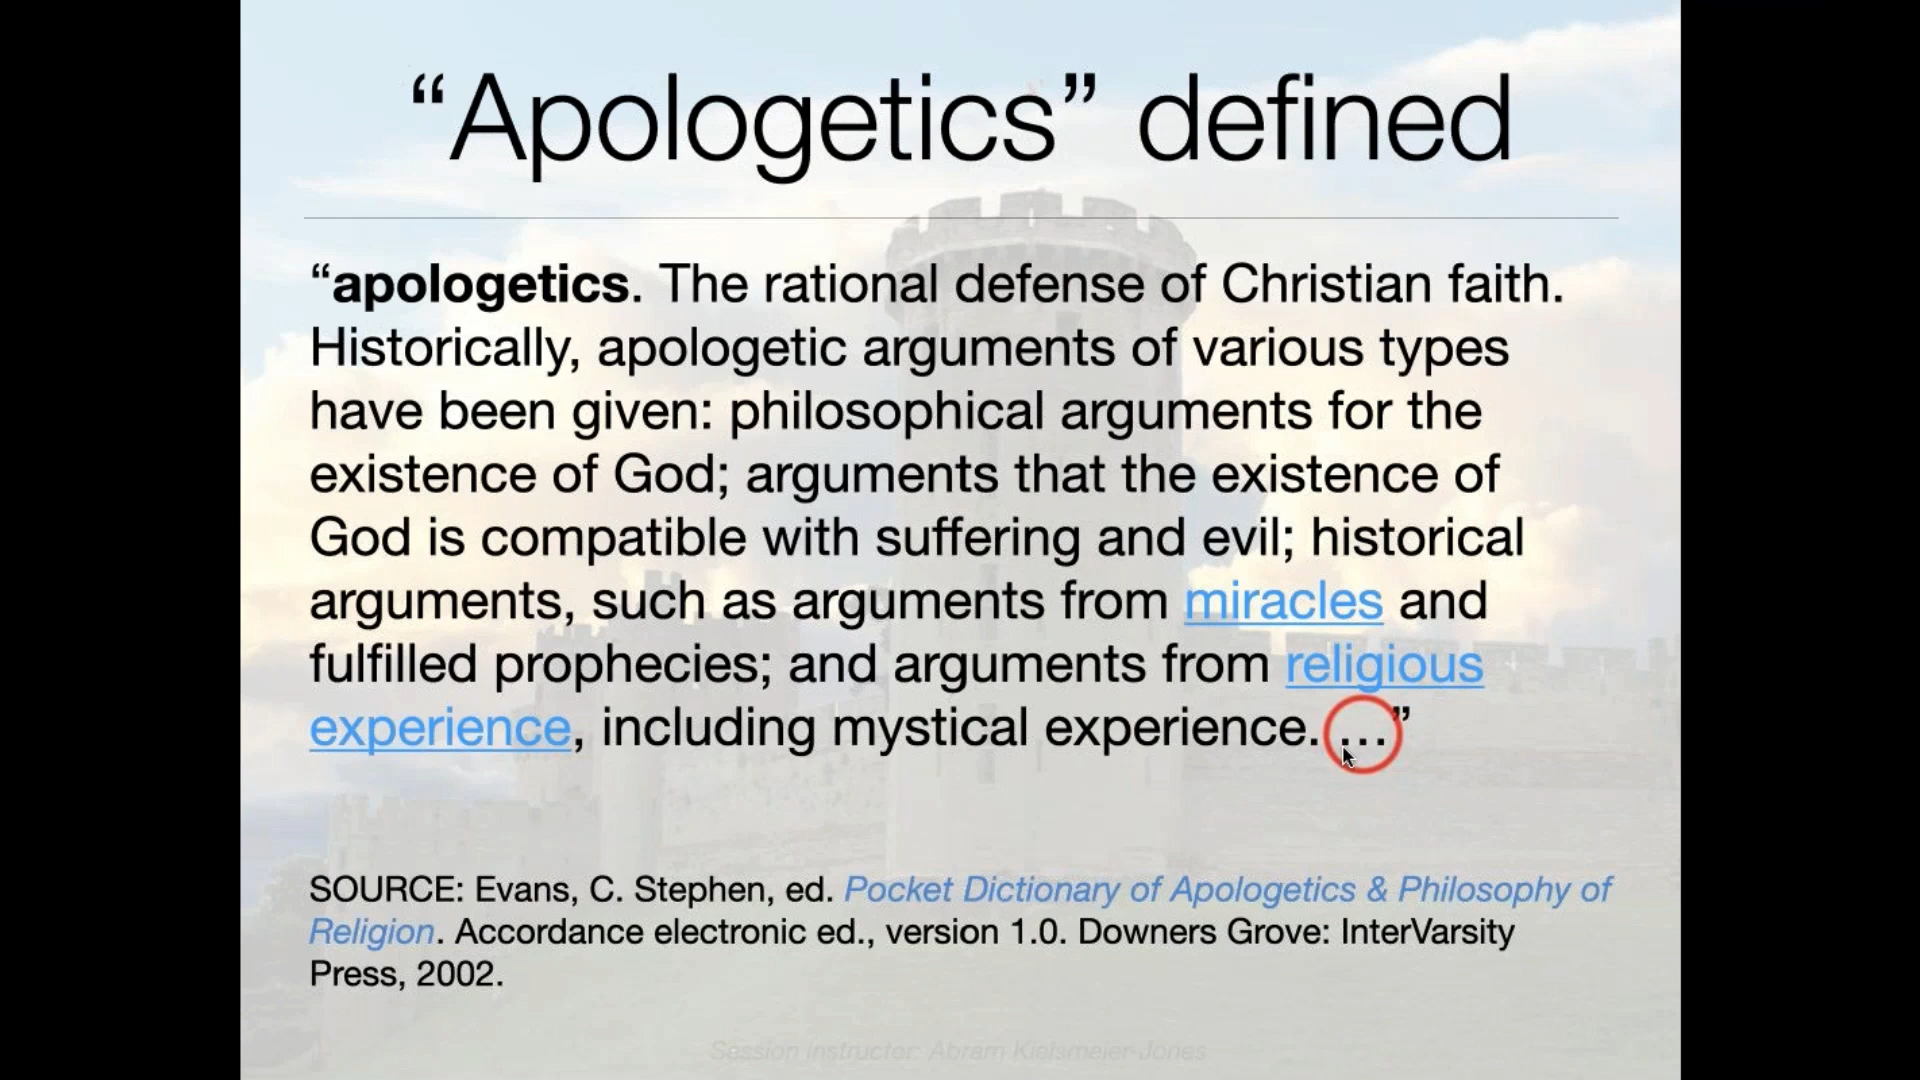 “Apologetics” defined
“apologetics. The rational defense of Christian faith.
Historically, apologetic arguments of various types
have been given: philosophical arguments for the
existence of God; arguments that the existence of
God is compatible with suffering and evil; historical
arguments, such as arguments from miracles and
fulfilled prophecies; and arguments from religious
experience, including mystical experience. …”
SOURCE: Evans, C. Stephen, ed. Pocket Dictionary of Apologetics & Philosophy of
Religion. Accordance electronic ed., version 1.0. Downers Grove: InterVarsity
Press, 2002.
Session instructor: Abram Kielsmeier-Jones